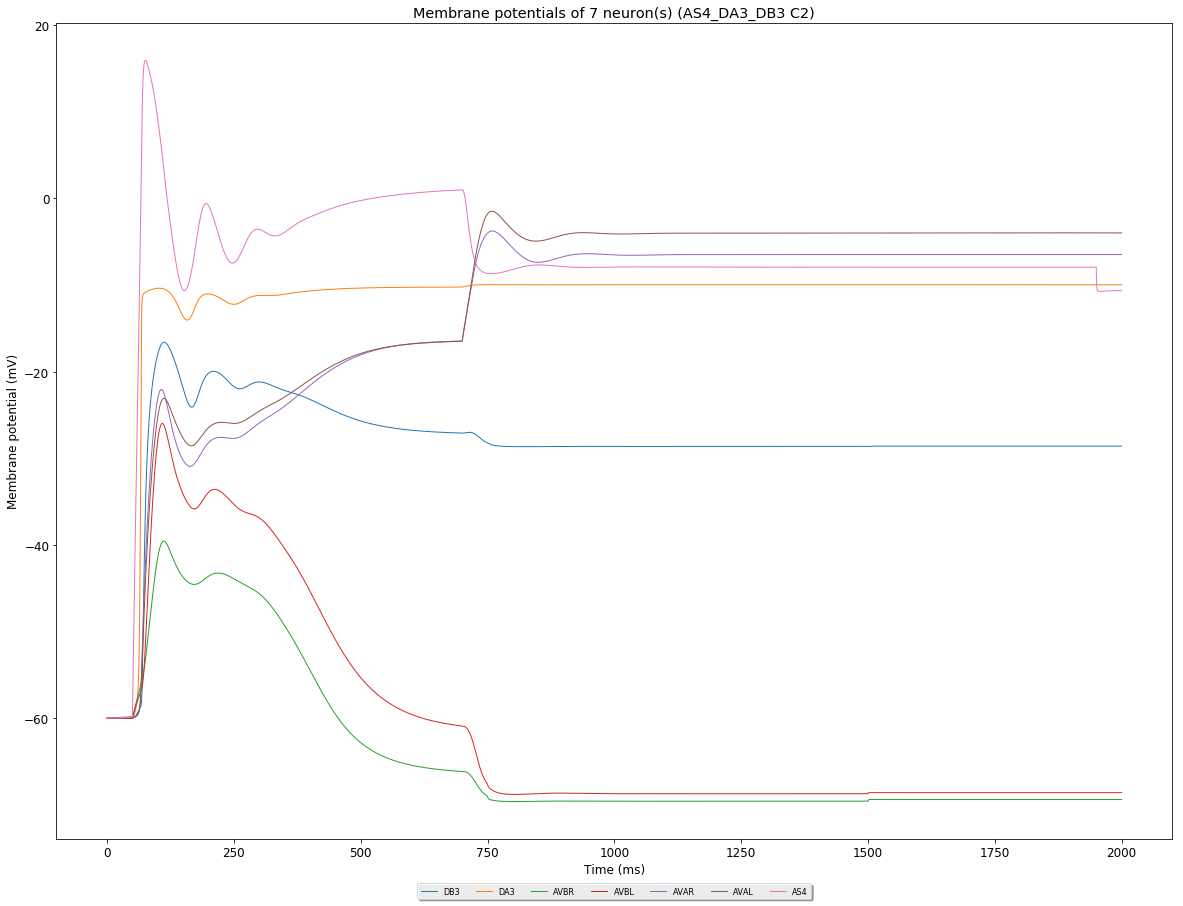 Membrane potentials of 7 neuron(s) (AS4_DA3_DB3 C2)
20
0
−20
−40
−60
Membrane potential (mV)
0 250 500 750 1000 1250 1500 1750 2000
Time (ms)
DB3 DA3 AVBR AVBL AVAR AVAL AS4